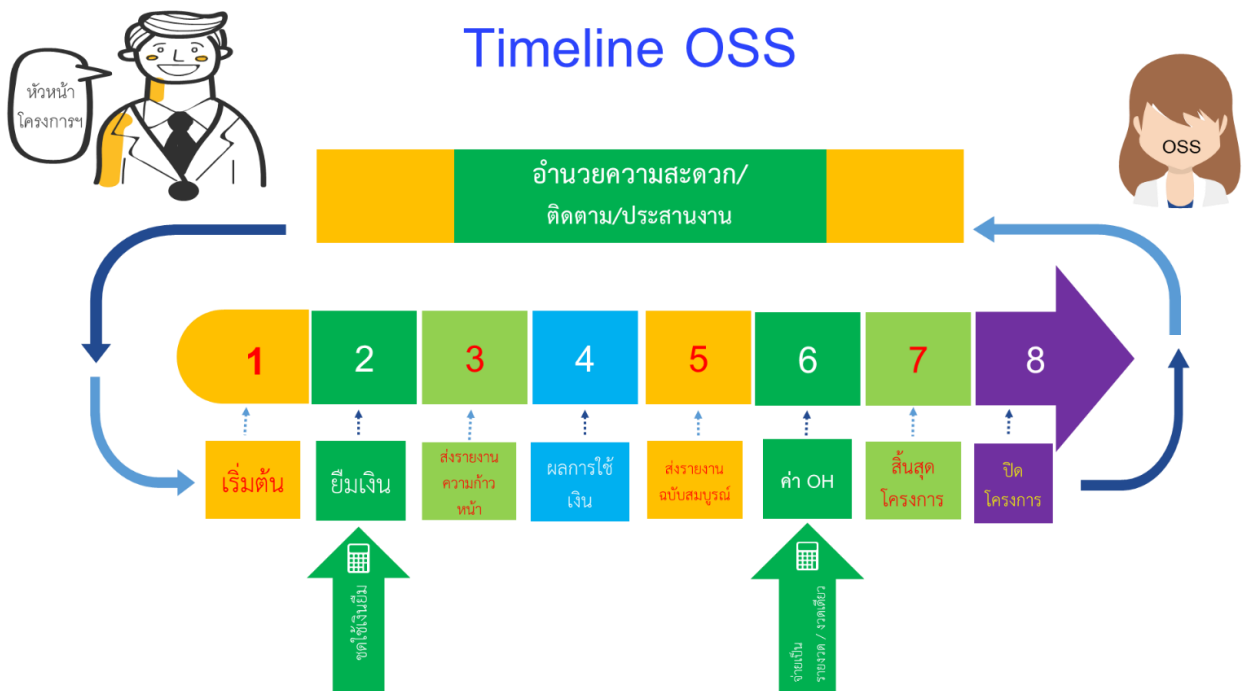 Timeline OSS
หัวหน้า
โครงการฯ
OSS
อำนวยความสะดวก/
ติดตาม/ประสานงาน
1
2
3
4
5
6
7
8
เริ่มต้น
ยืมเงิน
ส่งรายงาน
ความก้าว
หน้า
ผลการใช้
เงิน
ส่งรายงาน
ฉบับสมบูรณ์
ค่า OH
สิ้นสุด
โครงการ
ปิด
โครงการ
ชดใช้เงินยืม
จ่ายเป็น
รายงวด / งวดเดียว